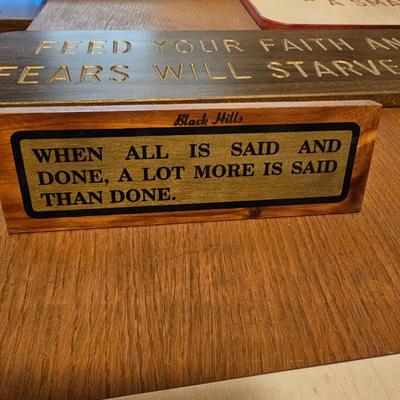 A SMA
FEED YOUR FAITH AN
FEARS WILL STARVE
Black Hills
WHEN ALL IS SAID AND
DONE, A LOT MORE IS SAID
THAN DONE.